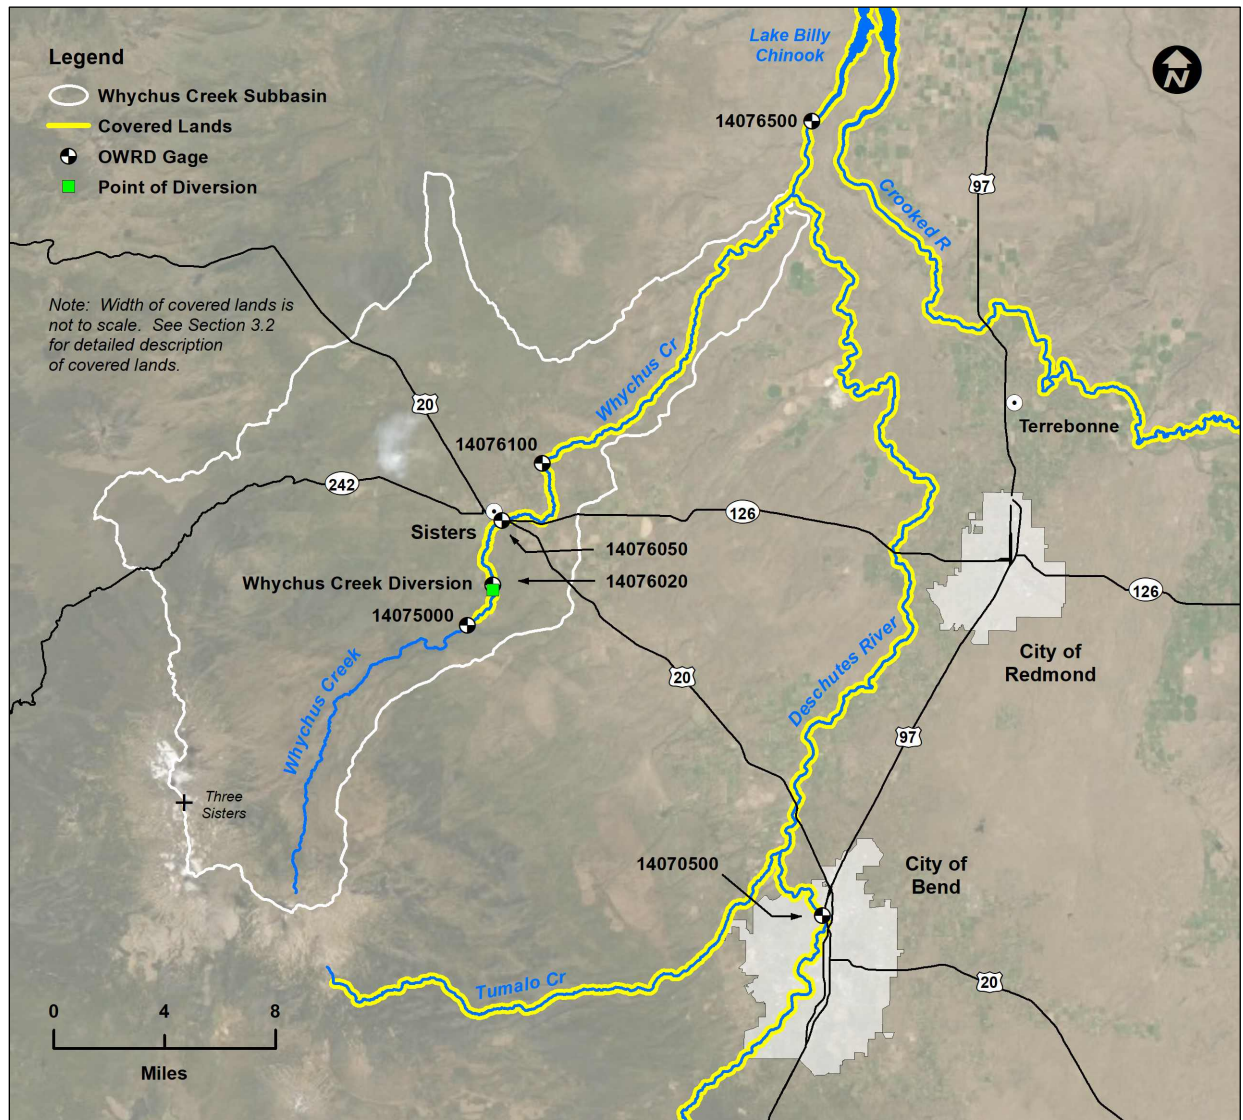 Lake Billy
Chinook
Legend
Whychus Creek Subbasin
Covered Lands
OWRD Gage
Point of Diversion
N
14076500
97
Crooked R
Note:  Width of covered lands is
not to scale.  See Section 3.2
for detailed description
of covered lands.
Whychus Cr
20
Terrebonne
14076100
242
126
Sisters
14076050
Whychus Creek Diversion
14076020
126
14075000
City of
Redmond
Whychus Creek
20
Deschutes River
97
Three
Sisters
14070500
City of
Bend
Tumalo Cr
20
0 4 8
Miles